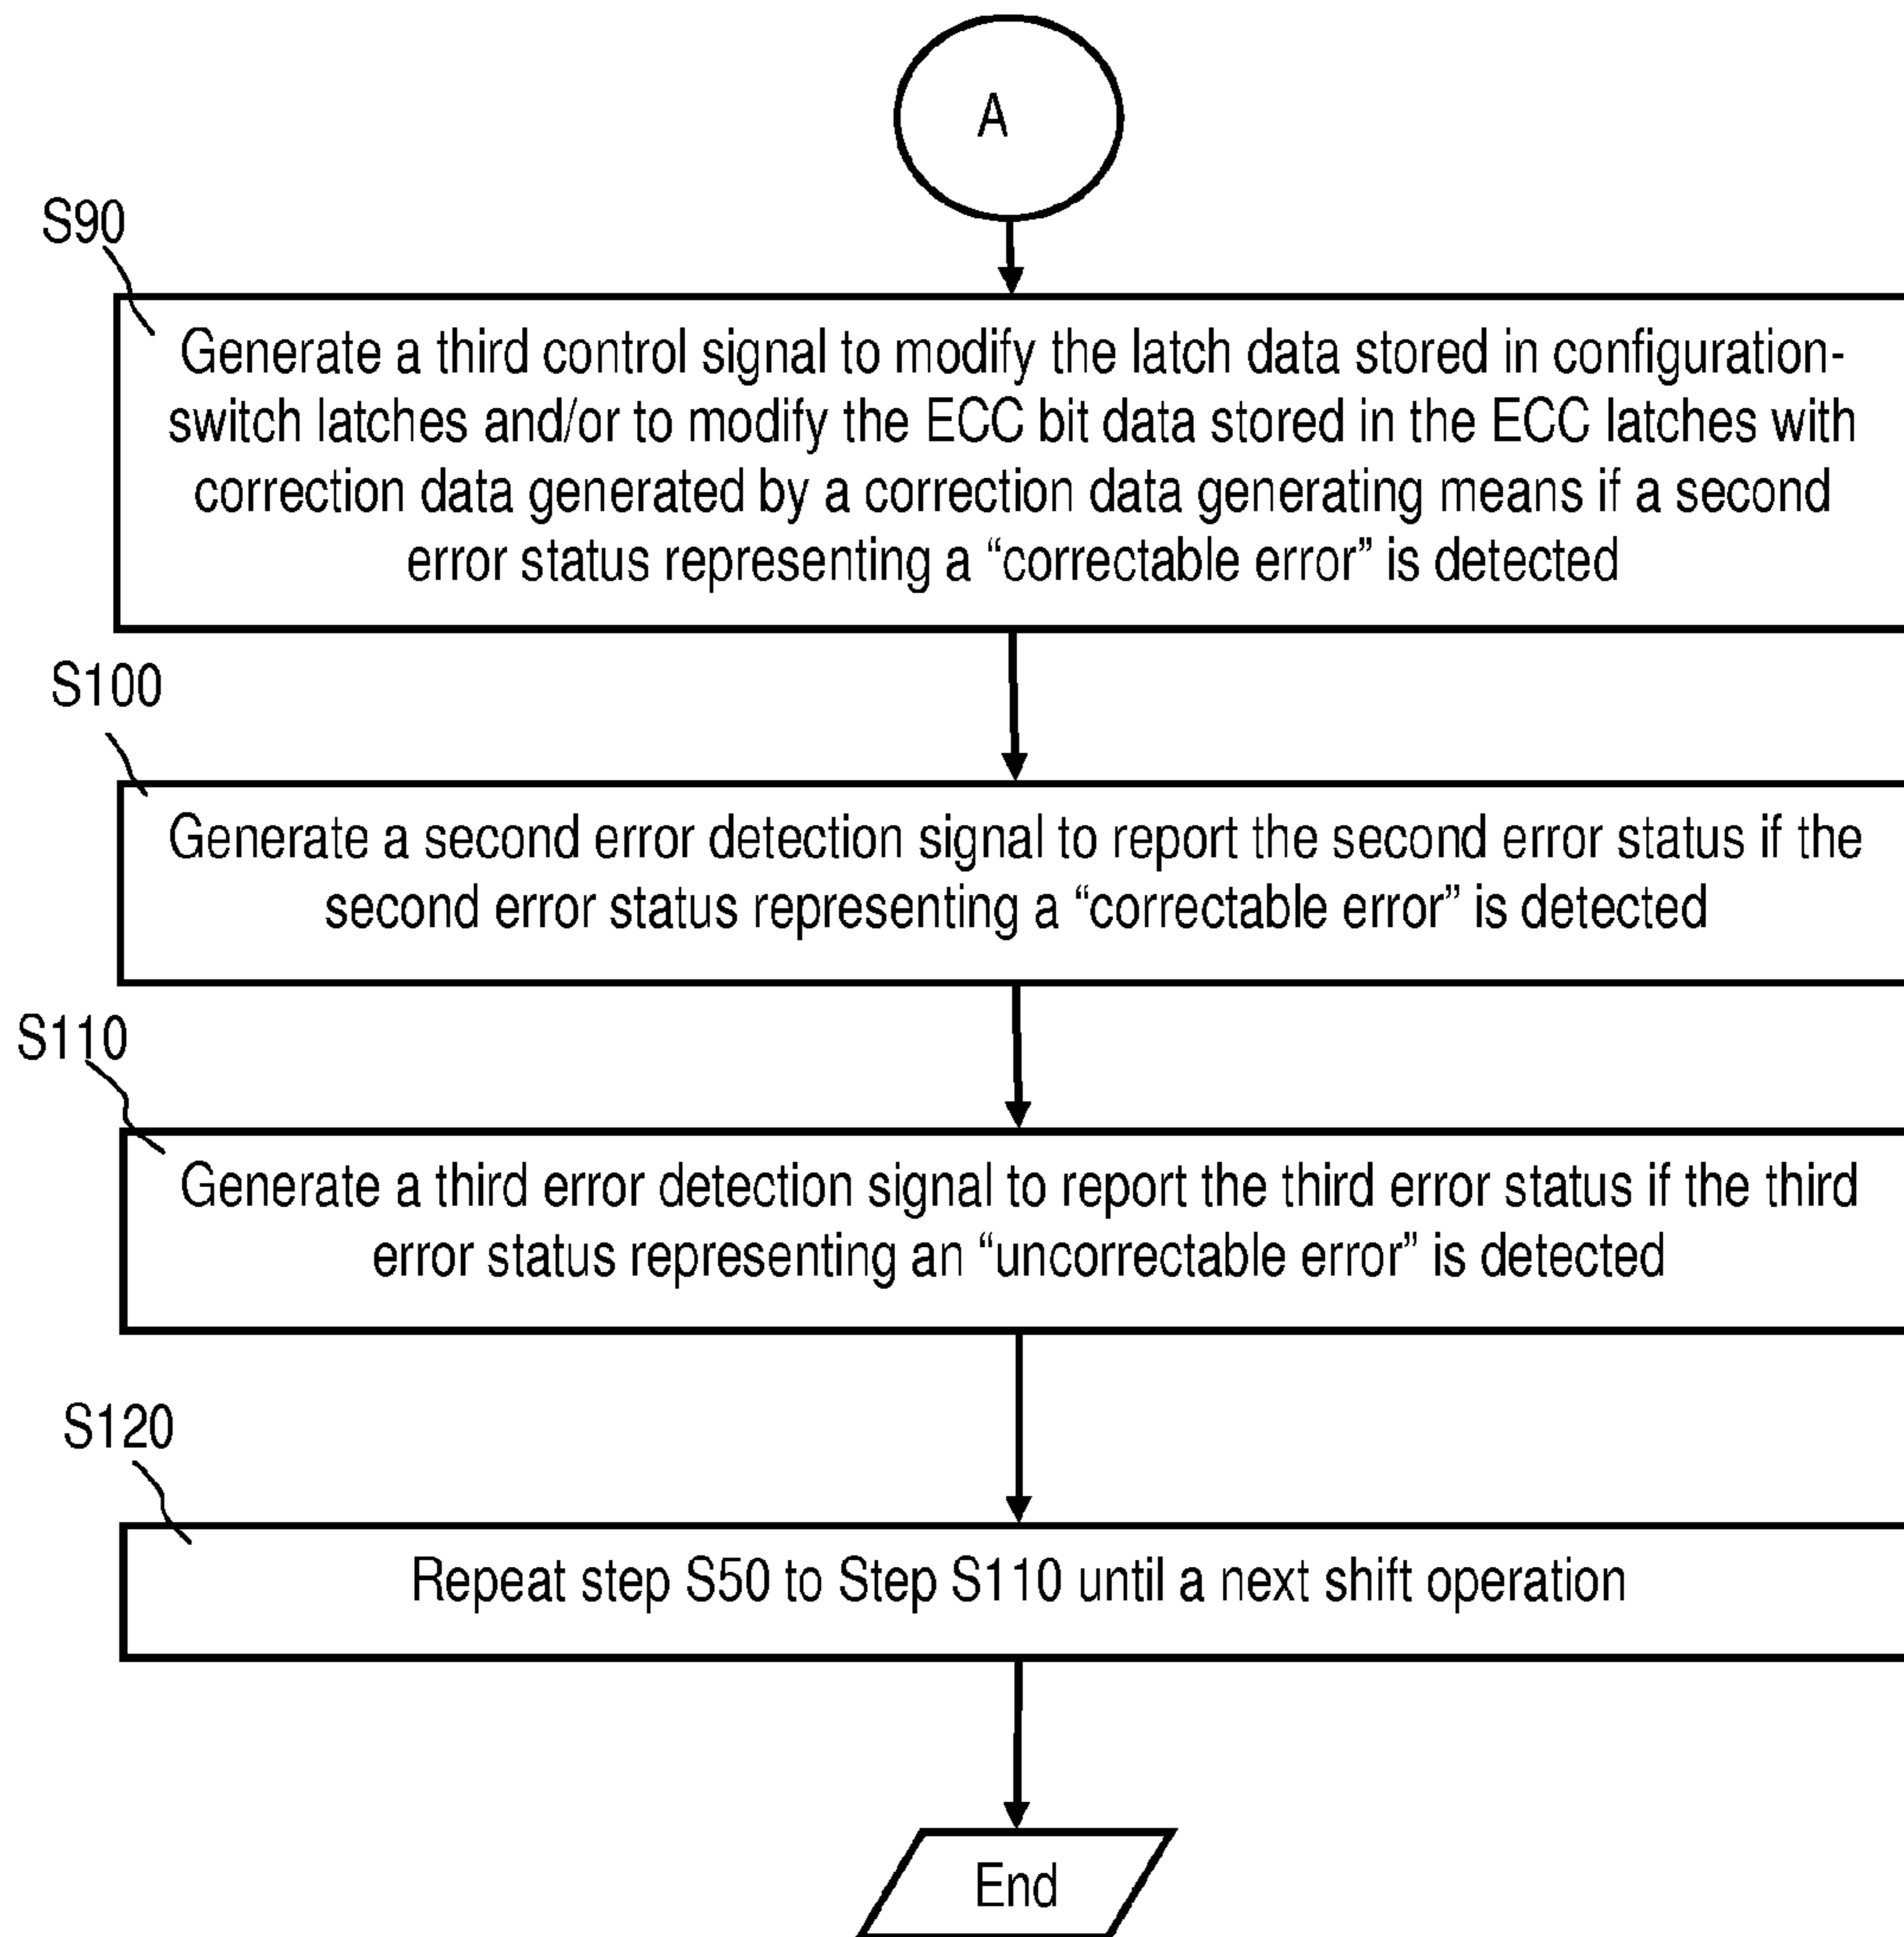 A
S90
Generate a third control signal to modify the latch data stored in configuration-
switch latches and/or to modify the ECC bit data stored in the ECC latches with
correction data generated by a correction data generating means if a second
error status representing a “correctable error” is detected
S100
Generate a second error detection signal to report the second error status if the
second error status representing a “correctable error” is detected
S110
Generate a third error detection signal to report the third error status if the third
error status representing an “uncorrectable error” is detected
S120
Repeat step S50 to Step S110 until a next shift operation
End